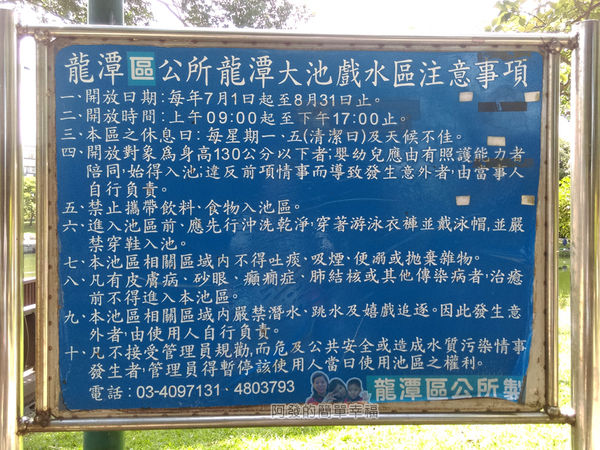 龍潭區公所龍潭大池戲水區注意事項
一、開放日期：每年7月1日起至8月31日止。
二、開放時間：上午09:00起至下午17:00止。
三、本區之休息日：每星期一、五(清潔日)及天候不佳。
四、開放對象為身高130公分以下者；嬰幼兒應由有照護能力者
陪同，始得入池；違反前項情事而導致發生意外者，由當事人
自行負責。
五、禁止攜帶飲料、食物入池區。
六、進入池區前，應先行沖洗乾淨，穿著游泳衣褲並戴泳帽，並嚴
禁穿鞋入池。
七、本池區相關區域內不得吐痰、吸煙、便溺或拋棄雜物。
八、凡有皮膚病、砂眼、癲癇症、肺結核或其他傳染病者，治癒
前不得進入本池區。
九、本池區相關區域內嚴禁潛水、跳水及嬉戲追逐。因此發生意
外者，由使用人自行負責。
十、凡不接受管理員規勸，而危及公共安全或造成水質污染情事
發生者，管理員得暫停該使用人當日使用池區之權利。
電話：03-4097131、4803793
龍潭區公所製
阿發的簡單幸福